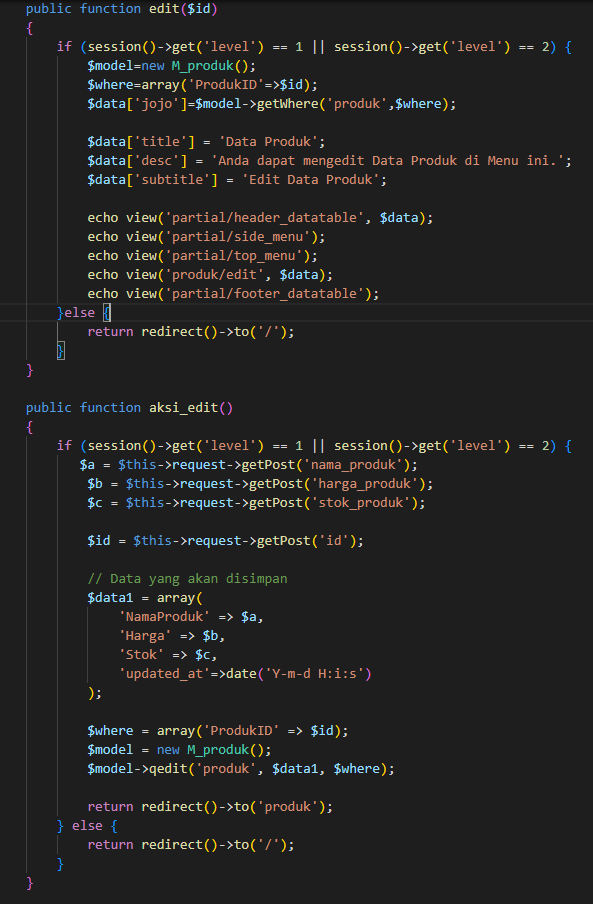 public function edit($id)
{
    if (session()->get('level') == 1 || session()->get('level') == 2) {
        $model=new M_produk();
        $where=array('ProdukID'=>$id);
        $data['jojo']=$model->getWhere('produk',$where);

        $data['title'] = 'Data Produk';
        $data['desc'] = 'Anda dapat mengedit Data Produk di Menu ini.';
        $data['subtitle'] = 'Edit Data Produk';

        echo view('partial/header_datatable', $data);
        echo view('partial/side_menu');
        echo view('partial/top_menu');
        echo view('produk/edit', $data);
        echo view('partial/footer_datatable');
    }else {
        return redirect()->to('/');
    }
}

public function aksi_edit()
{
    if (session()->get('level') == 1 || session()->get('level') == 2) {
       $a = $this->request->getPost('nama_produk');
        $b = $this->request->getPost('harga_produk');
        $c = $this->request->getPost('stok_produk');

        $id = $this->request->getPost('id');

        // Data yang akan disimpan
        $data1 = array(
            'NamaProduk' => $a,
            'Harga' => $b,
            'Stok' => $c,
            'updated_at'=>date('Y-m-d H:i:s')
        );

        $where = array('ProdukID' => $id);
        $model = new M_produk();
        $model->qedit('produk', $data1, $where);

        return redirect()->to('produk');
    } else {
        return redirect()->to('/');
    }
}